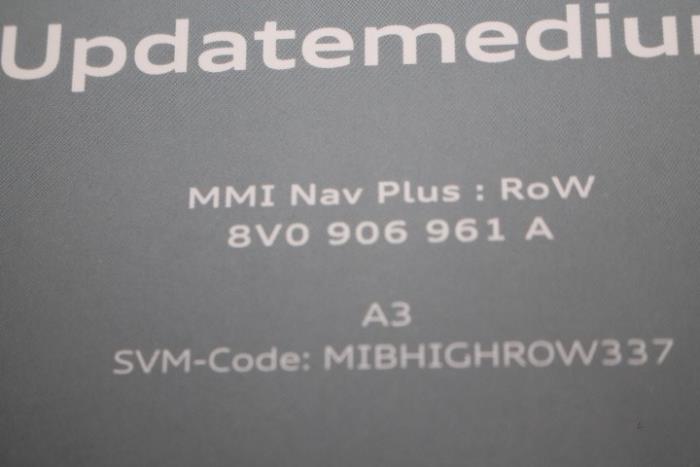 Updatemediu
MMI Nav Plus : RoW
8V0 906 961 A
A3
SVM-Code: MIBHIGHROW337